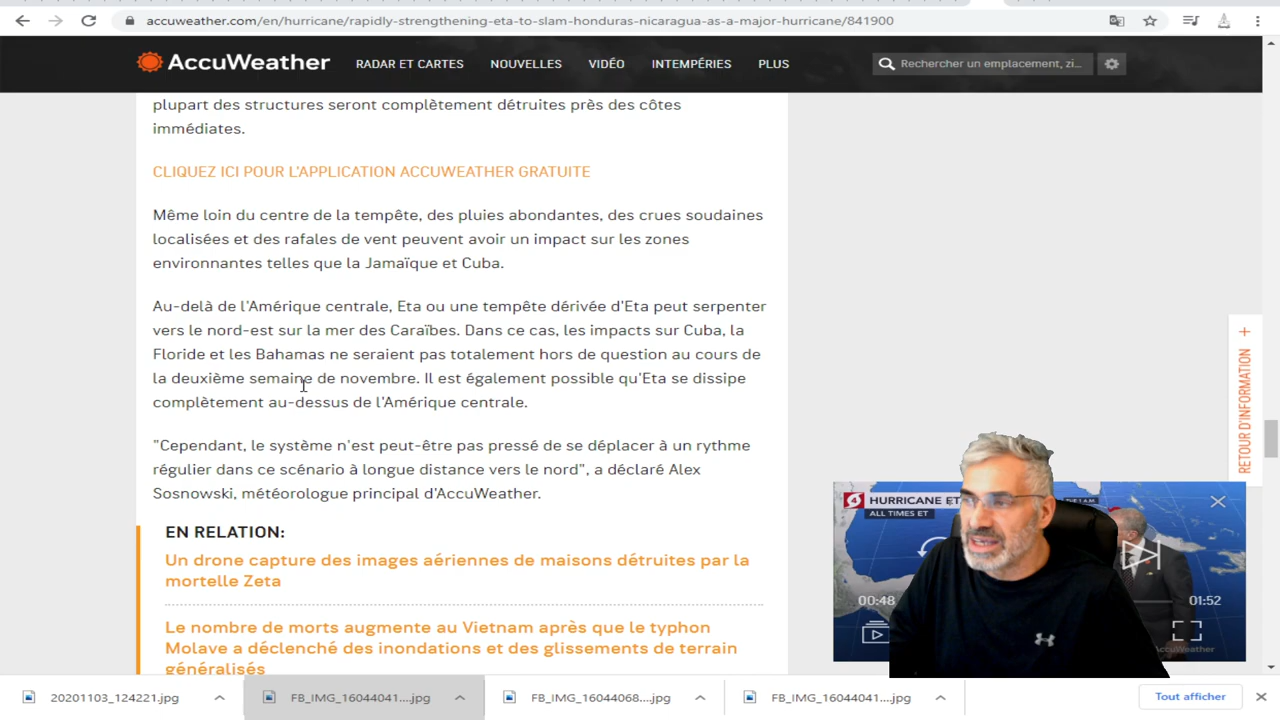 accuweather.com/en/hurricane/rapidly-strengthening-eta-to-slam-honduras-nicaragua-as-a-major-hurricane/841900
AccuWeather
RADAR ET CARTES
NOUVELLES
VIDÉO
INTEMPÉRIES
PLUS
Rechercher un emplacement, zi...
plupart des structures seront complètement détruites près des côtes
immédiates.
CLIQUEZ ICI POUR L'APPLICATION ACCUWEATHER GRATUITE
Même loin du centre de la tempête, des pluies abondantes, des crues soudaines
localisées et des rafales de vent peuvent avoir un impact sur les zones
environnantes telles que la Jamaïque et Cuba.
Au-delà de l'Amérique centrale, Eta ou une tempête dérivée d'Eta peut serpenter
vers le nord-est sur la mer des Caraïbes. Dans ce cas, les impacts sur Cuba, la
Floride et les Bahamas ne seraient pas totalement hors de question au cours de
la deuxième semaine de novembre. Il est également possible qu'Eta se dissipe
complètement au-dessus de l'Amérique centrale.
"Cependant, le système n'est peut-être pas pressé de se déplacer à un rythme
régulier dans ce scénario à longue distance vers le nord", a déclaré Alex
Sosnowski, météorologue principal d'AccuWeather.
EN RELATION:
Un drone capture des images aériennes de maisons détruites par la
mortelle Zeta
Le nombre de morts augmente au Vietnam après que le typhon
Molave a déclenché des inondations et des glissements de terrain
généralisés
RETOUR D'INFORMATION +
4 HURRICANE ET
ALL TIMES ET
00:48
01:52
AccuWeather
20201103_124221.jpg
FB_IMG_16044041....jpg
FB_IMG_16044068....jpg
FB_IMG_16044041....jpg
Tout afficher